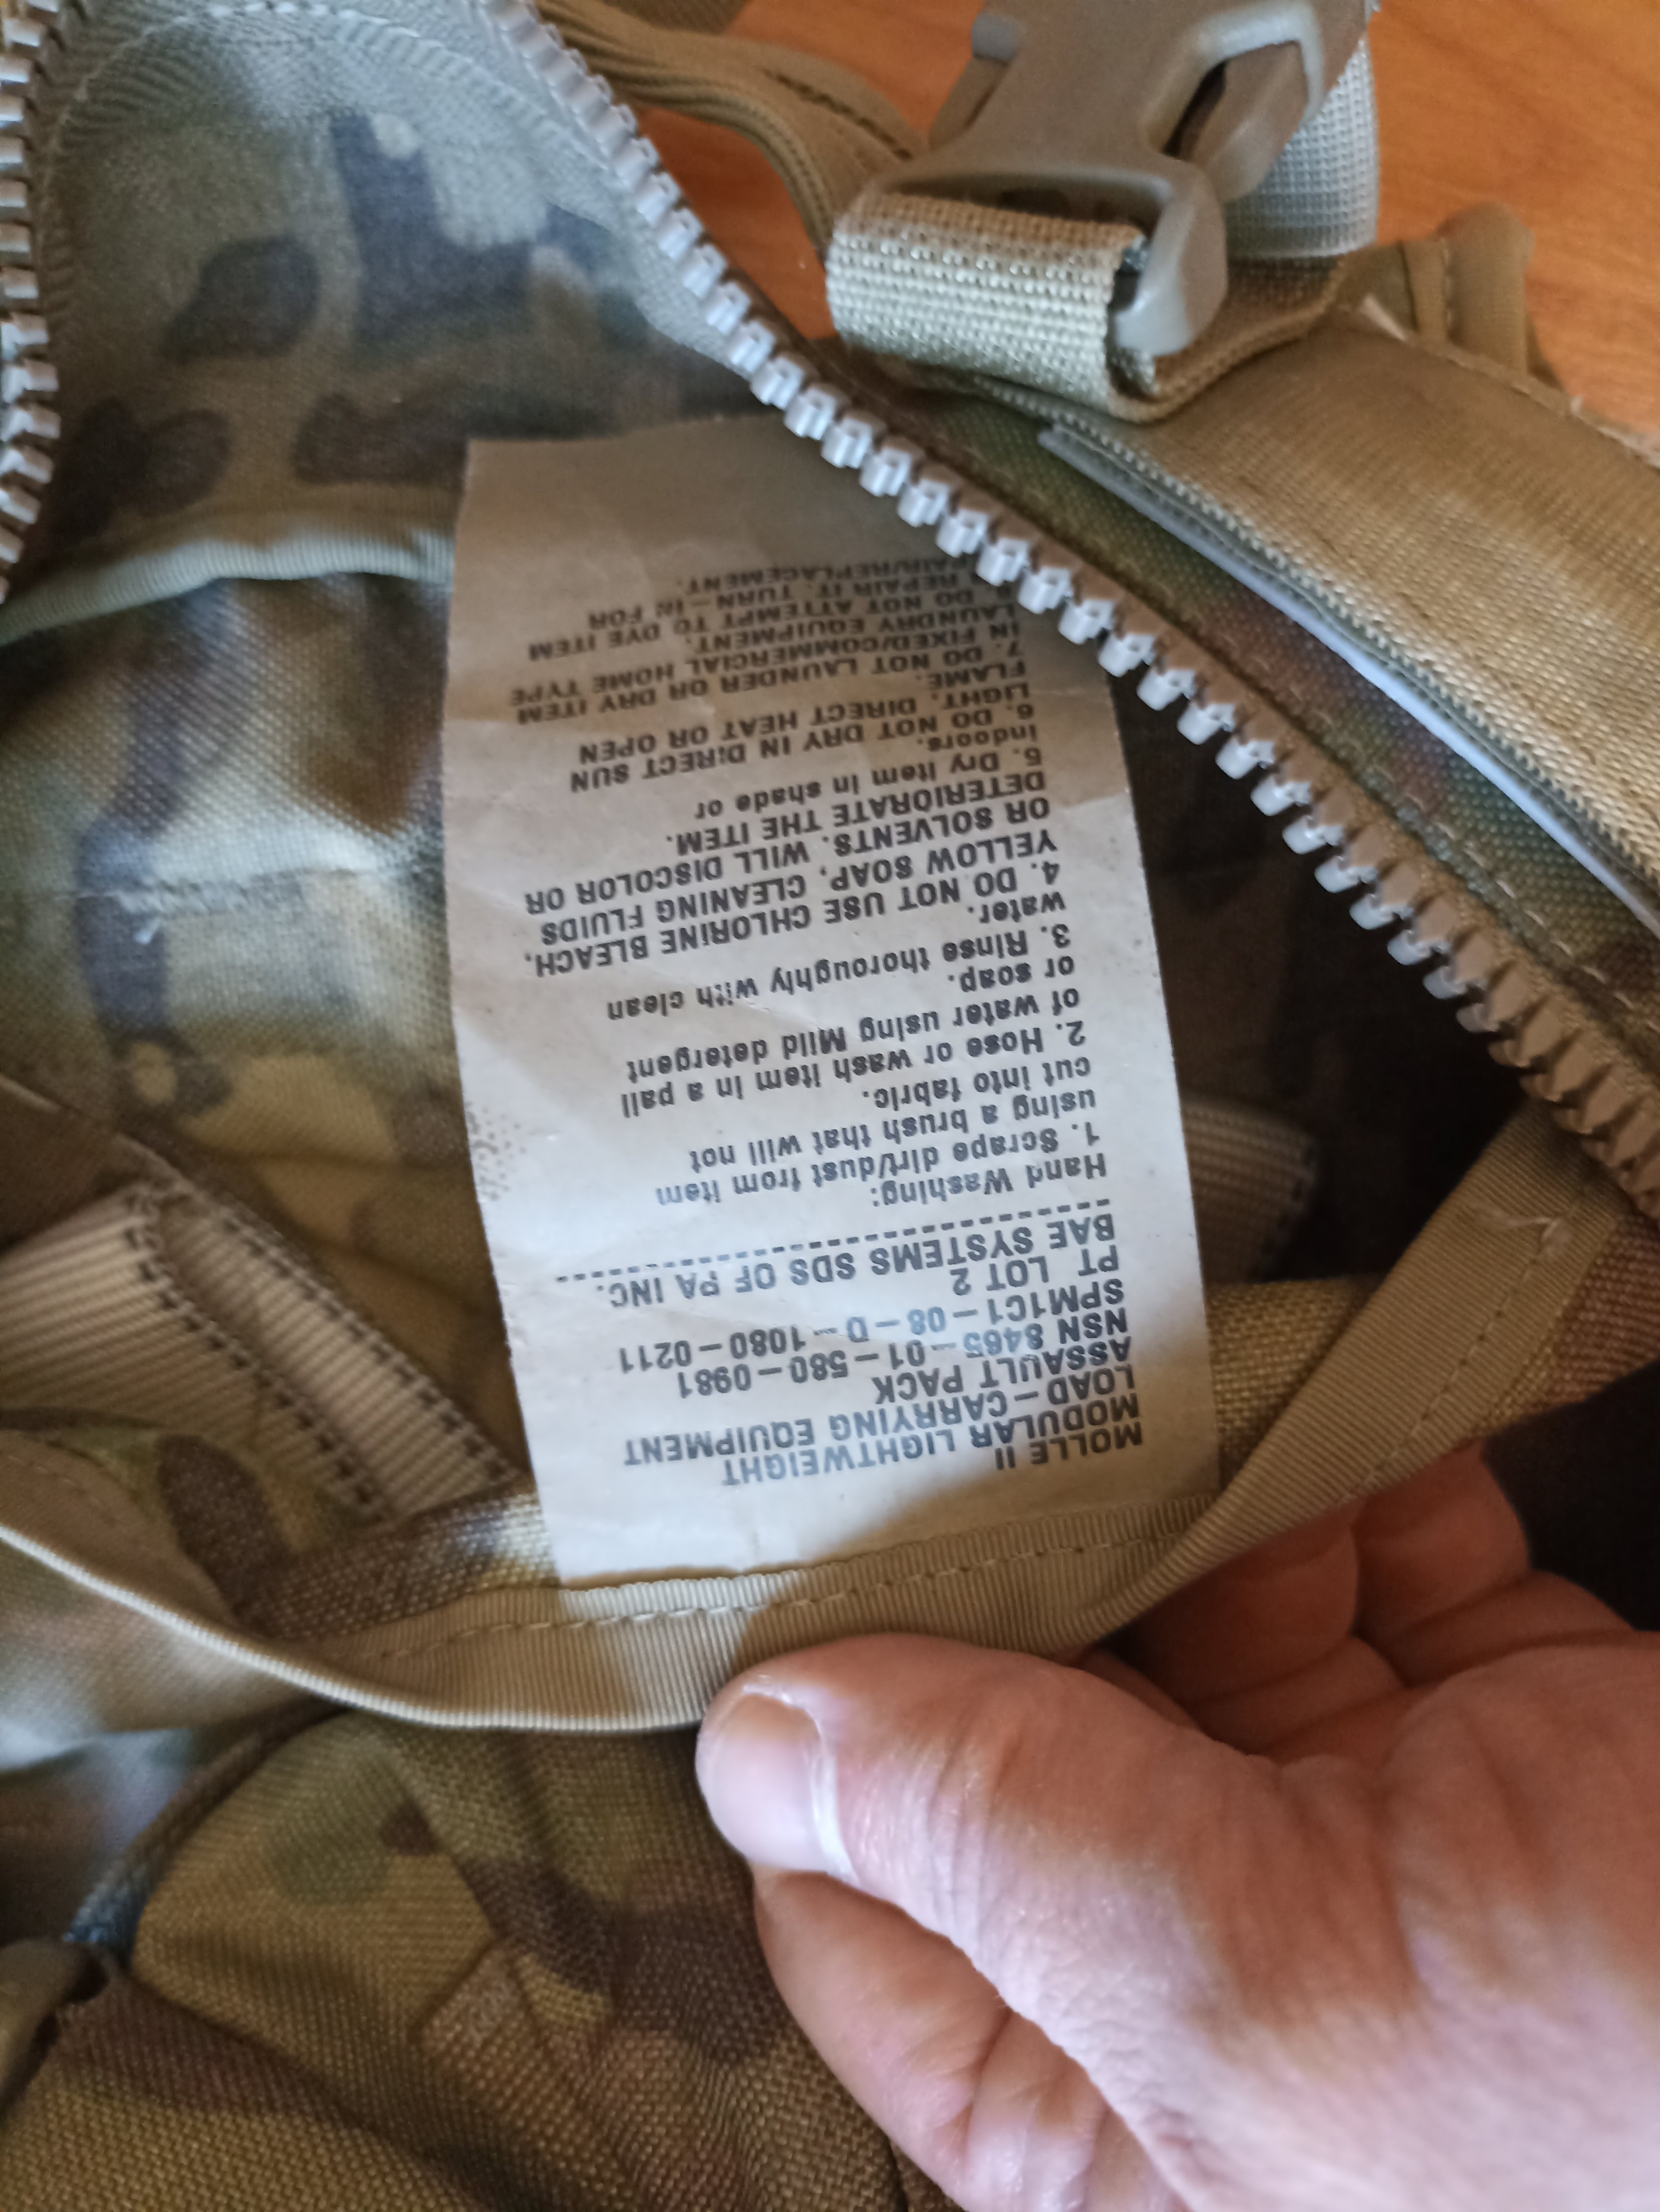 MOLLE II
MODULAR LIGHTWEIGHT
LOAD-CARRYING EQUIPMENT
ASSAULT PACK
NSN 8465-01-580-0981
SPM1C1-08-D-1080-0211
PT. LOT 2
BAE SYSTEMS SDS OF PA INC.
Hand Washing:
1. Scrape dirt/dust from item
using a brush that will not
cut into fabric.
2. Hose or wash item in a pail
of water using Mild detergent
or soap.
3. Rinse thoroughly with clean
water.
4. DO NOT USE CHLORINE BLEACH,
YELLOW SOAP, CLEANING FLUIDS
OR SOLVENTS. WILL DISCOLOR OR
DETERIORATE THE ITEM.
5. Dry item in shade or
indoors.
6. DO NOT DRY IN DIRECT SUN
LIGHT, DIRECT HEAT OR OPEN
FLAME.
7. DO NOT LAUNDER OR DRY ITEM
IN FIXED/COMMERCIAL HOME TYPE
LAUNDRY EQUIPMENT.
DO NOT ATTEMPT TO DYE ITEM
REPAIR IT. TURN-IN FOR